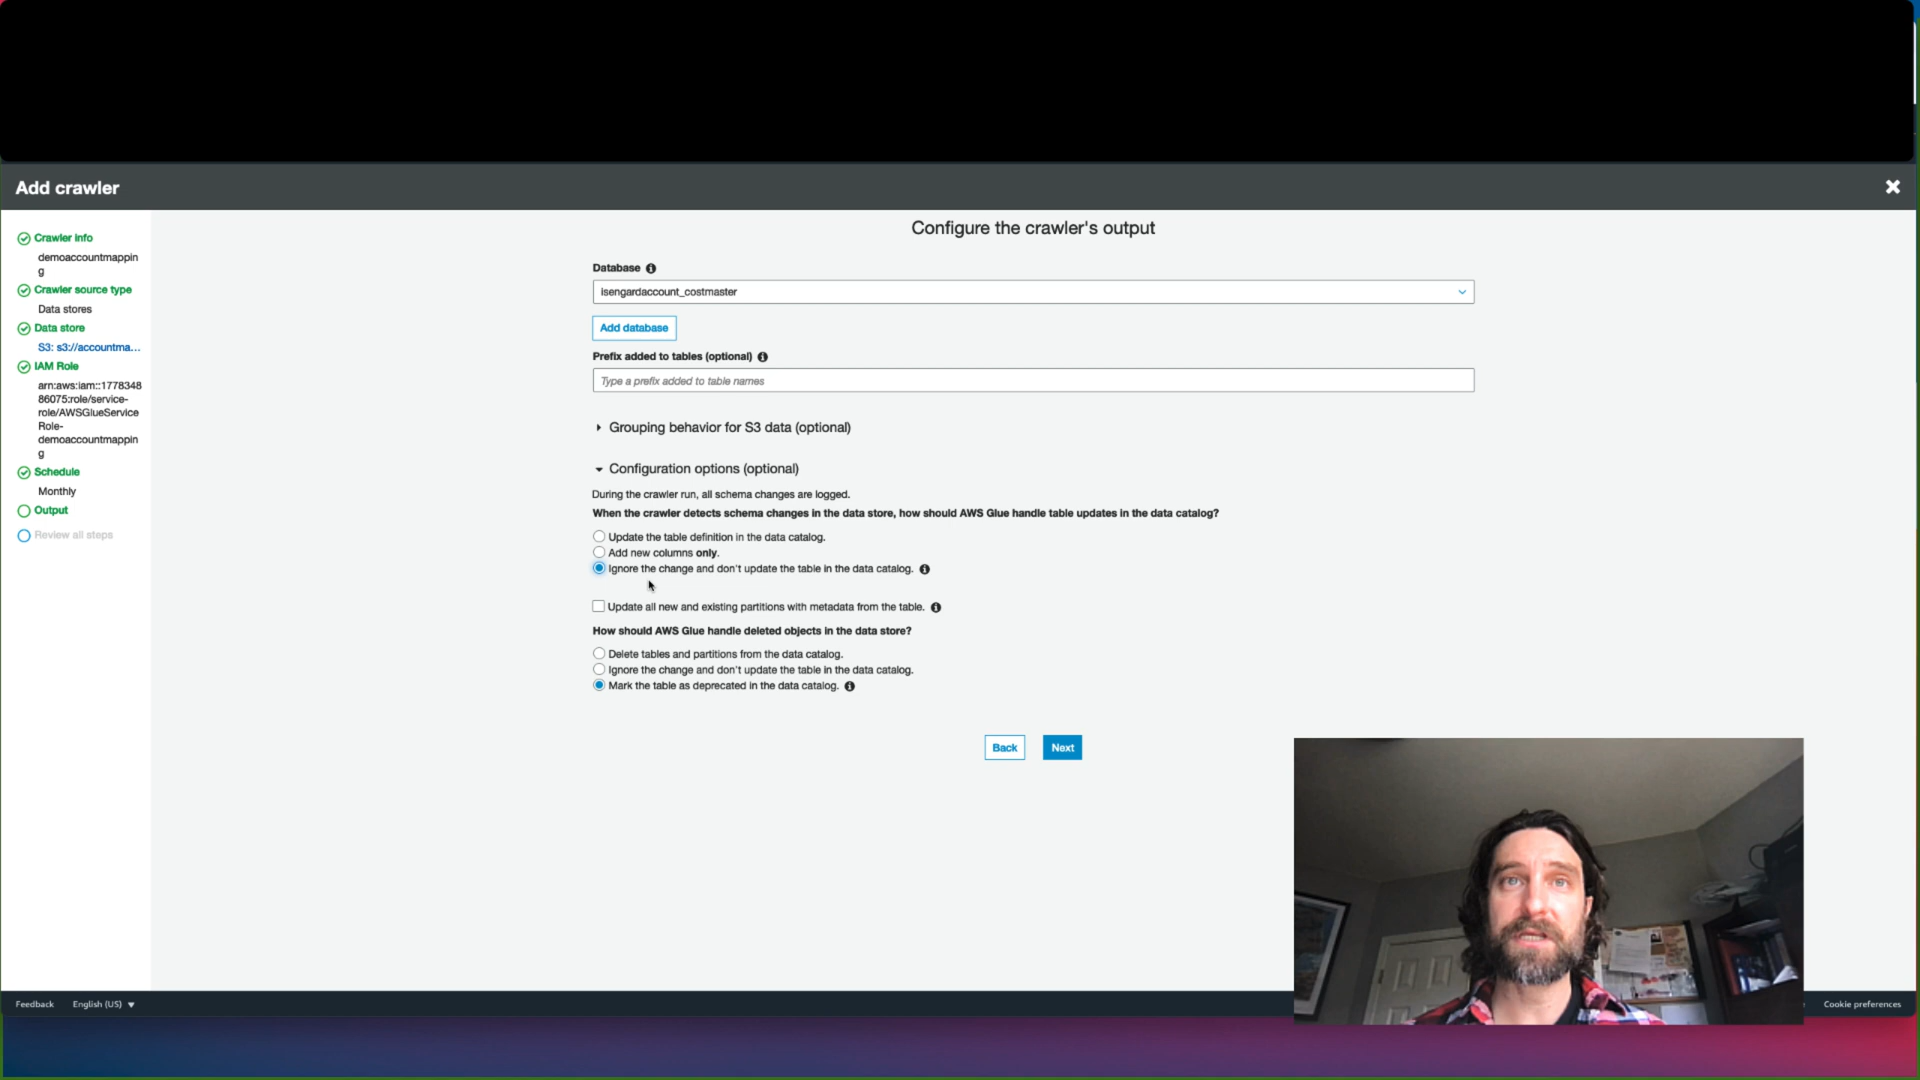 Add crawler
Crawler info
demoaccountmappin
g
Crawler source type
Data stores
Data store
S3: s3://accountma...
IAM Role
arn:aws:iam::1778348
86075:role/service-
role/AWSGlueService
Role-
demoaccountmappin
g
Schedule
Monthly
Output
Review all steps
Configure the crawler's output
Database
isengardaccount_costmaster
Add database
Prefix added to tables (optional)
Type a prefix added to table names
Grouping behavior for S3 data (optional)
Configuration options (optional)
During the crawler run, all schema changes are logged.
When the crawler detects schema changes in the data store, how should AWS Glue handle table updates in the data catalog?
Update the table definition in the data catalog.
Add new columns only.
Ignore the change and don't update the table in the data catalog.
Update all new and existing partitions with metadata from the table.
How should AWS Glue handle deleted objects in the data store?
Delete tables and partitions from the data catalog.
Ignore the change and don't update the table in the data catalog.
Mark the table as deprecated in the data catalog.
Back Next
Feedback English (US) Cookie preferences